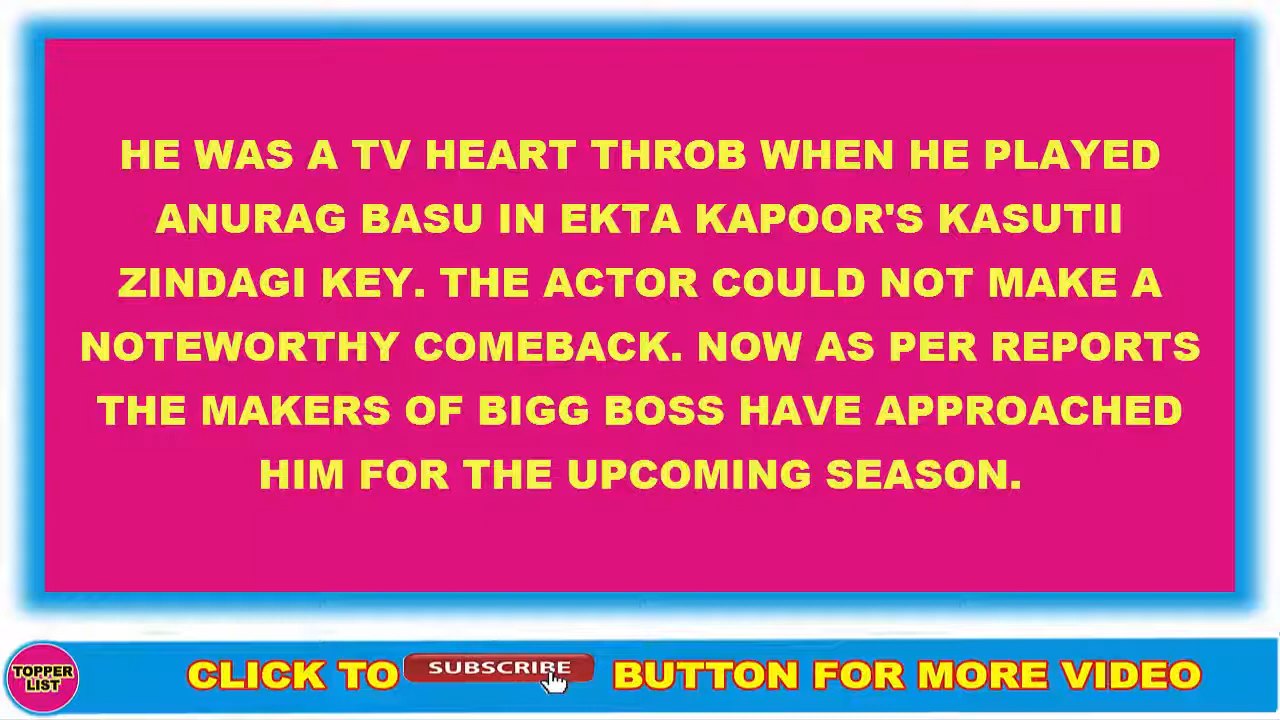 HE WAS A TV HEART THROB WHEN HE PLAYED
ANURAG BASU IN EKTA KAPOOR'S KASUTII
ZINDAGI KEY. THE ACTOR COULD NOT MAKE A
NOTEWORTHY COMEBACK. NOW AS PER REPORTS
THE MAKERS OF BIGG BOSS HAVE APPROACHED
HIM FOR THE UPCOMING SEASON.
TOPPER
LIST
CLICK TO SUBSCRIBE BUTTON FOR MORE VIDEO